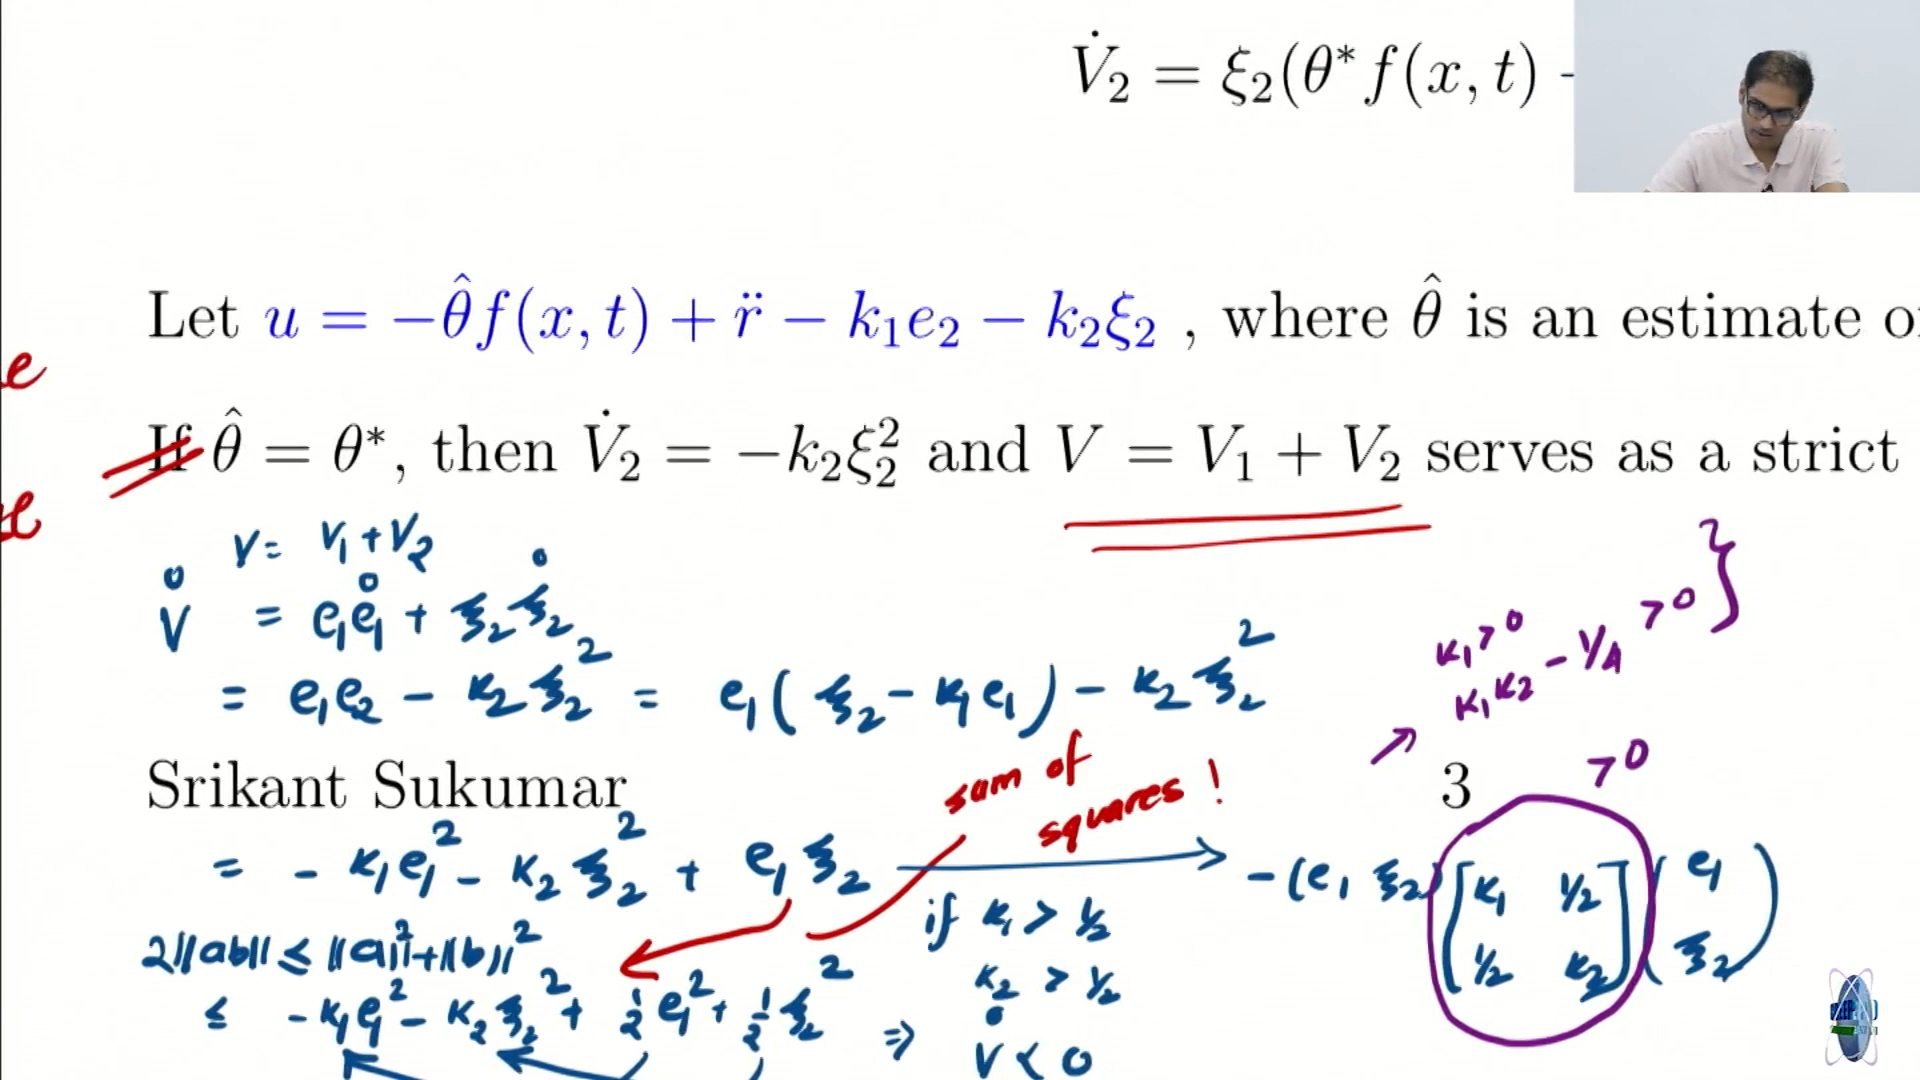 V̇₂ = ξ₂(θ* f(x, t) -
Let u = −θ̂f(x, t) + r̈ − k₁e₂ − k₂ξ₂ , where θ̂ is an estimate o
e
If θ̂ = θ*, then V̇₂ = −k₂ξ₂² and V = V₁ + V₂ serves as a strict
V = V₁ + V₂
V̇ = e₁ė₁ + ξ₂ξ̇₂
= e₁e₂ − k₂ξ₂² = e₁(ξ₂ − k₁e₁) − k₂ξ₂²
k₁ > 0
k₁k₂ − 1/4 > 0 }
Srikant Sukumar
3
sum of
squares !
> 0
= − k₁e₁² − k₂ξ₂² + e₁ξ₂ → −(e₁ ξ₂) [k₁ 1/2
1/2 k₂] (e₁
ξ₂)
2||ab|| ≤ ||a||² + ||b||²
≤ −k₁e₁² − k₂ξ₂² + 1/2 e₁² + 1/2 ξ₂²
if k₁ > 1/2
k₂ > 1/2
⇒ V̇ < 0